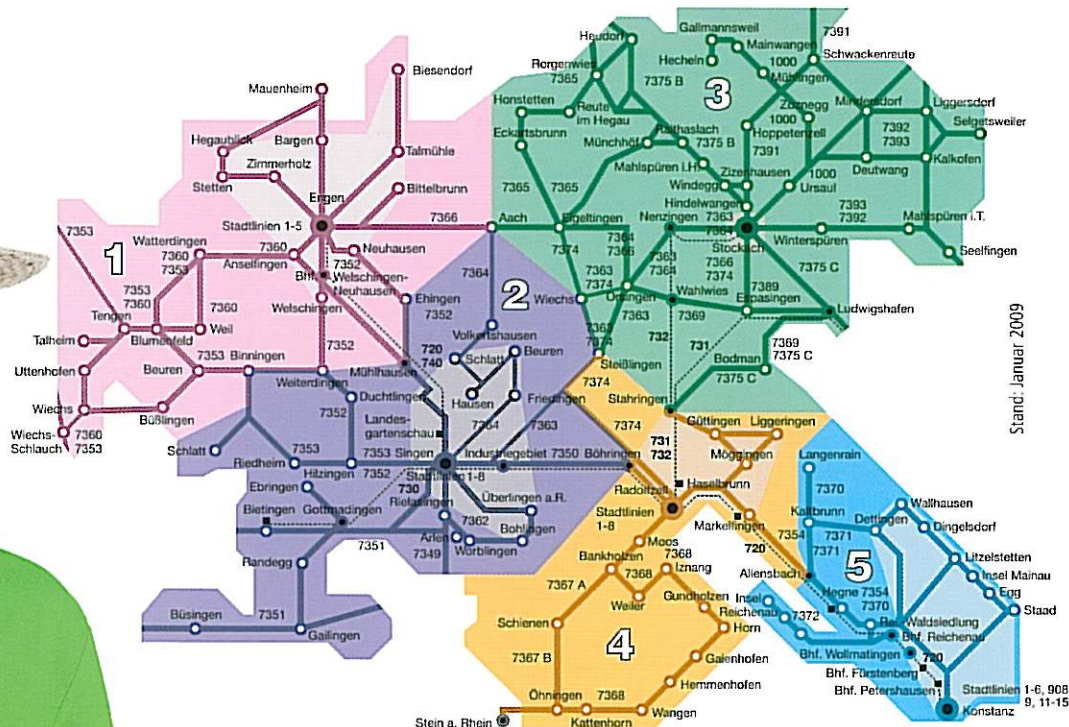 1
Mauenheim
Biesendorf
Hegaublick
Bargen
Zimmerholz
Talmühle
Stetten
Engen
Bittelbrunn
Stadtlinien 1-5
7366
7353
Watterdingen
7360
7353
7360
Anselfingen
7352
Neuhausen
Bhf. Welschingen-
Neuhausen
Welschingen
Ehingen
7352
7353
7360
7360
Tengen
Talheim
Blumenfeld
Weil
7352
Uttenhofen
Beuren
7353
Binningen
Mühlhausen
Wiechs
Büßlingen
Wiechs-
Schlauch
7360
7353
2
7364
Volkertshausen
720
740
Schlatt
Beuren
Weiterdingen
Duchtlingen
Hausen
Friedingen
7352
Landes-
gartenschau
7364
7363
Schlatt
7353
Riedheim
Hilzingen
7353
7352
Singen
Industriegebiet
7350
Stadtlinien 1-8
Ebringen
730
Rielasingen
Überlingen a.R.
Bietingen
Gottmadingen
7362
Bohlingen
7351
Arlen
7349
Worblingen
Randegg
Büsingen
7351
Gailingen
3
Heudorf
Gallmannsweil
7391
Mainwangen
Schwackenreute
Rorgenwies
7365
Hecheln
1000
Mühlingen
7375 B
Honstetten
Reute
im Hegau
Zoznegg
1000
Mindersdorf
Liggersdorf
Selgetsweiler
Eckartsbrunn
Raithaslach
Hoppetenzell
7392
7393
Münchhöf
7375 B
7391
Mahlspüren i.H.
Zizenhausen
Deutwang
Kalkofen
7365
7365
Windegg
1000
Ursaul
Hindelwangen
7393
7392
Aach
Eigeltingen
Nenzingen
7363
7364
Mahlspüren i.T.
Stockach
Winterspüren
7374
7364
7366
7363
7364
7366
7374
7375 C
Seelfingen
7363
7374
Wiechs
Orsingen
Wahlwies
7389
Espasingen
7363
7369
Ludwigshafen
7363
7374
732
731
7369
7375 C
Steißlingen
Bodman
7375 C
Stahringen
4
7374
7374
Güttingen
Liggeringen
731
732
Möggingen
Böhringen
Haselbrunn
Radolfzell
Stadtlinien
1-8
Markelfingen
720
Moos
Bankholzen
7368
7368
Iznang
7367 A
Gundholzen
Weiler
Schienen
Horn
7367 B
Gaienhofen
Hemmenhofen
Öhningen
7368
Wangen
Kattenhorn
Stein a. Rhein
5
Langenrain
7370
Wallhausen
Kaltbrunn
Dettingen
Dingelsdorf
7354
7371
7371
Litzelstetten
Allensbach
Insel Mainau
Hegne
7354
7370
Egg
Insel
Reichenau
7372
Staad
Rei.-Waldsiedlung
Bhf. Reichenau
Bhf. Wollmatingen
720
Bhf. Fürstenberg
Bhf. Petershausen
Stadtlinien 1-6, 908
9, 11-15
Konstanz
Stand: Januar 2009